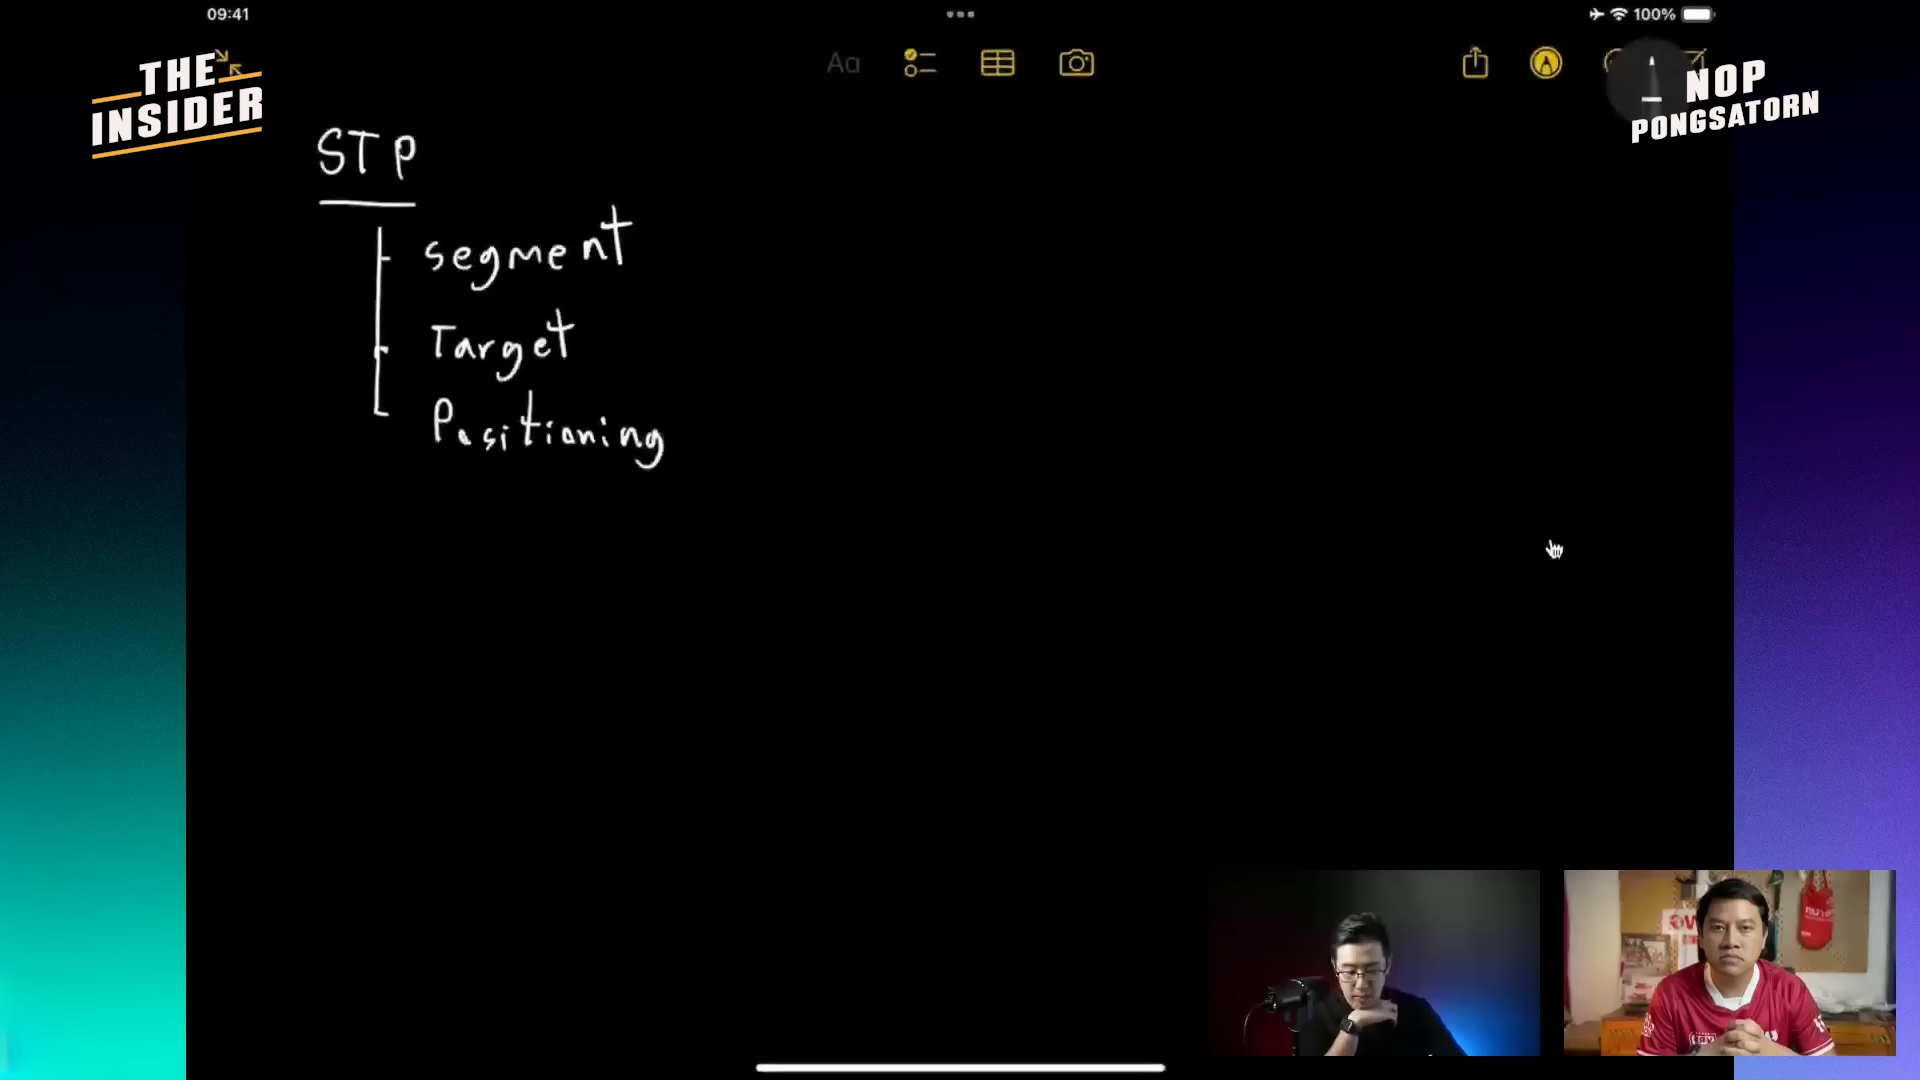 09:41
100%
THE
INSIDER
Aa
NOP
PONGSATORN
STP
segment
Target
Positioning